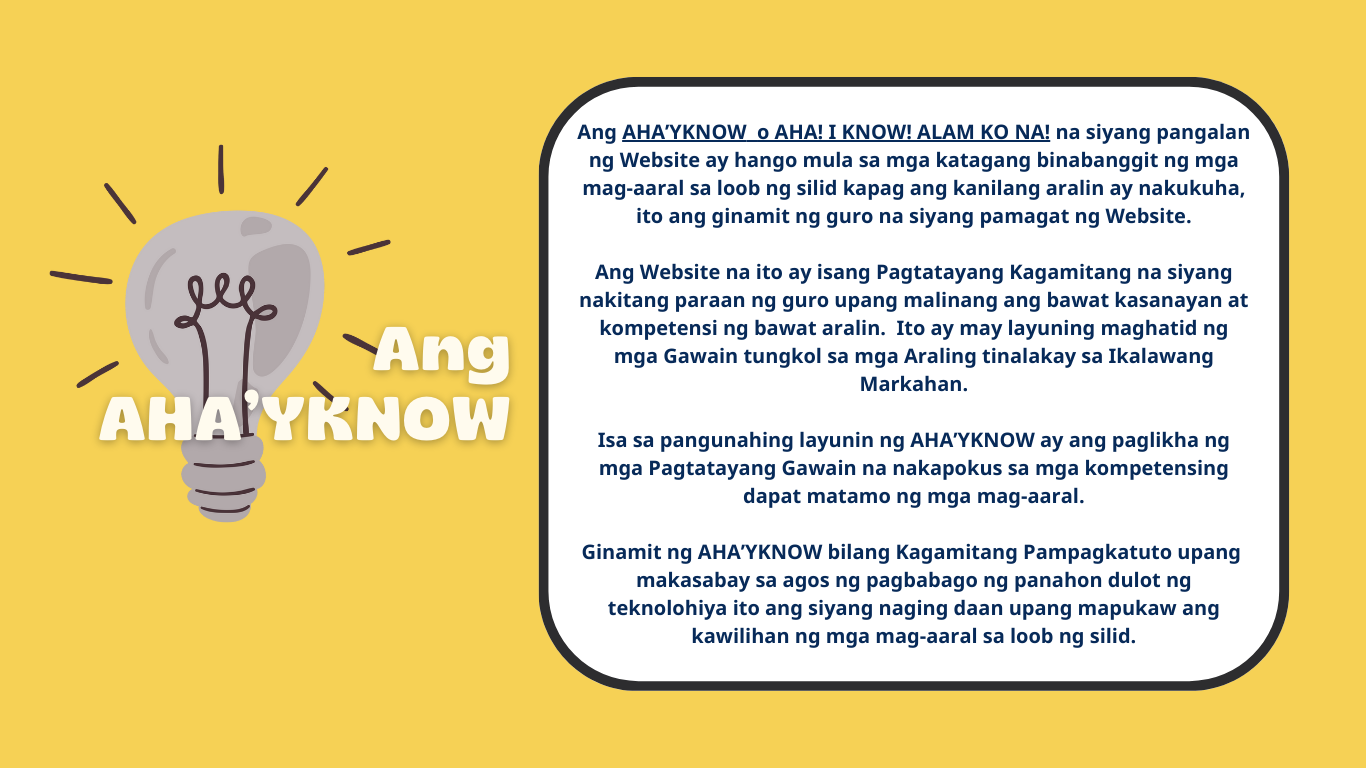 Ang
AHA’YKNOW
Ang AHA’YKNOW  o AHA! I KNOW! ALAM KO NA! na siyang pangalan
ng Website ay hango mula sa mga katagang binabanggit ng mga
mag-aaral sa loob ng silid kapag ang kanilang aralin ay nakukuha,
ito ang ginamit ng guro na siyang pamagat ng Website.
Ang Website na ito ay isang Pagtatayang Kagamitang na siyang
nakitang paraan ng guro upang malinang ang bawat kasanayan at
kompetensi ng bawat aralin.  Ito ay may layuning maghatid ng
mga Gawain tungkol sa mga Araling tinalakay sa Ikalawang
Markahan.
Isa sa pangunahing layunin ng AHA’YKNOW ay ang paglikha ng
mga Pagtatayang Gawain na nakapokus sa mga kompetensing
dapat matamo ng mga mag-aaral.
Ginamit ng AHA’YKNOW bilang Kagamitang Pampagkatuto upang
makasabay sa agos ng pagbabago ng panahon dulot ng
teknolohiya ito ang siyang naging daan upang mapukaw ang
kawilihan ng mga mag-aaral sa loob ng silid.